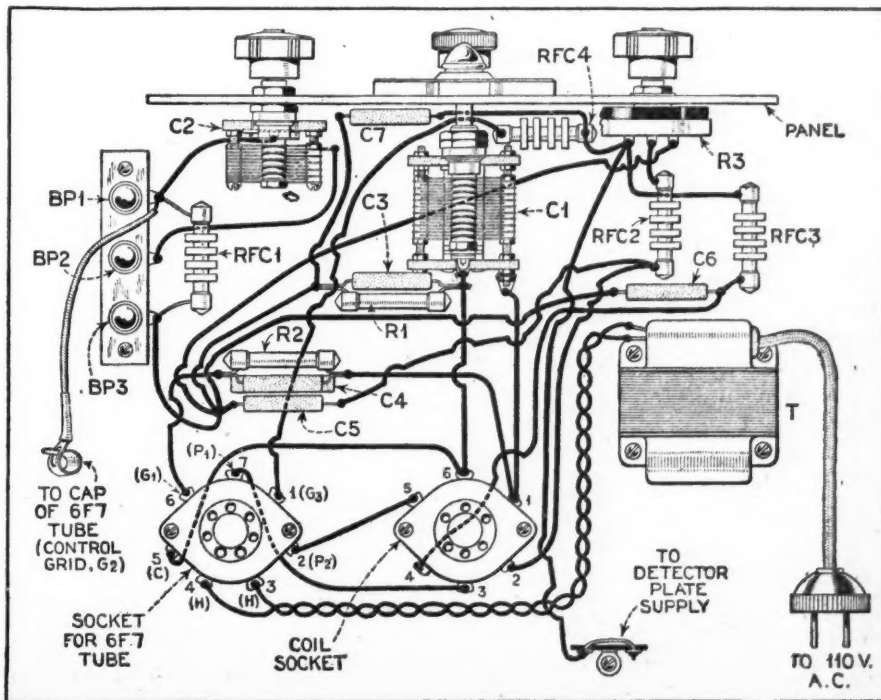 RFC4
C2
C7
PANEL
R3
BP1
C3
C1
RFC2
RFC3
BP2
RFC1
C6
R1
R2
BP3
C4
T
C5
(P1)
7
(G1)
6
1(G3)
6
5
1
TO CAP
OF 6F7
TUBE
(CONTROL
GRID, G2)
2(P2)
5
(C)
4
2
4
(H)
3
(H)
3
TO
DETECTOR
PLATE
SUPPLY
SOCKET
FOR 6F7
TUBE
COIL
SOCKET
TO 110 V.
A.C.